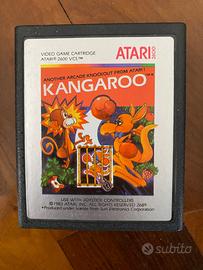 VIDEO GAME CARTRIDGE
ATARI® 2600 VCS™
ATARI 2600
ANOTHER ARCADE KNOCKOUT FROM ATARI!
KANGAROO
USE WITH JOYSTICK CONTROLLERS
© 1983 ATARI, INC. ALL RIGHTS RESERVED
*Produced under license from Sun Electronics Corporation
subito